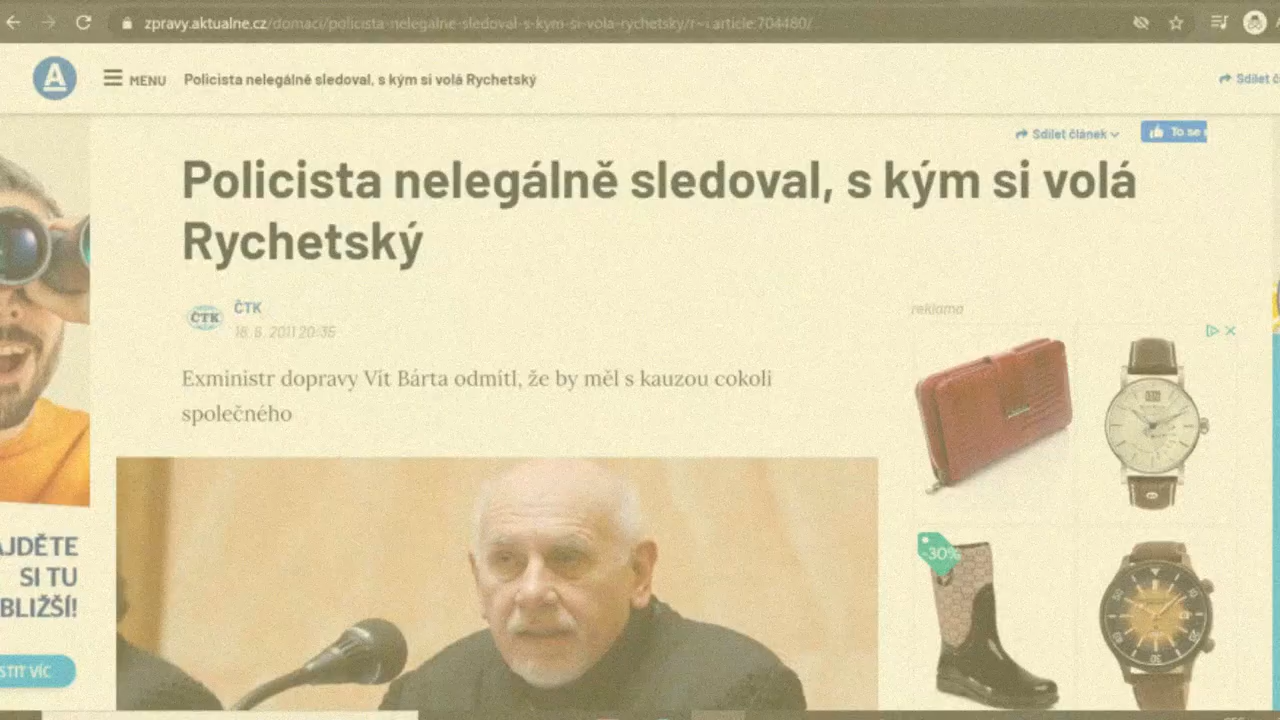 zpravy.aktualne.cz/domaci/policista-nelegalne-sledoval-s-kym-si-vola-rychetsky/r~i:article:704480/
A
MENU
Policista nelegálně sledoval, s kým si volá Rychetský
Sdílet č
Sdílet článek
To se
Policista nelegálně sledoval, s kým si volá
Rychetský
ČTK
ČTK
18. 6. 2011 20:35
reklama
Exministr dopravy Vít Bárta odmítl, že by měl s kauzou cokoli
společného
-30%
AJDĚTE
SI TU
BLIŽŠÍ!
STIT VÍC